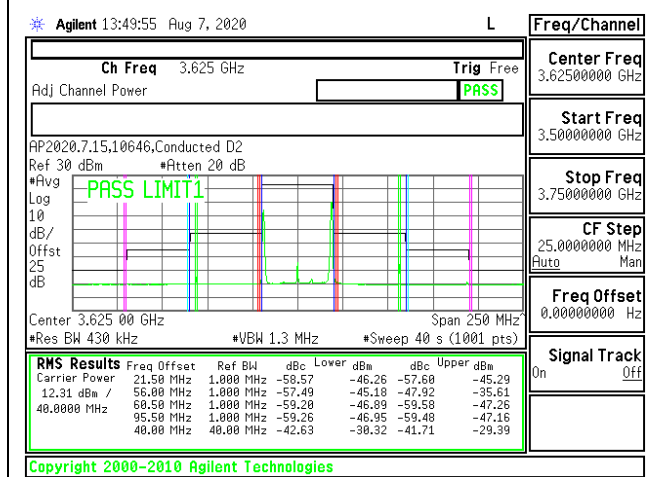 Agilent 13:49:55 Aug 7, 2020 L Freq/Channel
Ch Freq 3.625 GHz Trig Free
Adj Channel Power PASS
Center Freq
3.62500000 GHz
Start Freq
3.50000000 GHz
Stop Freq
3.75000000 GHz
CF Step
25.0000000 MHz
Auto Man
Freq Offset
0.00000000 Hz
Signal Track
On Off
AP2020.7.15,10646,Conducted D2
Ref 30 dBm #Atten 20 dB
#Avg
Log
10
dB/
Offst
25
dB
PASS LIMIT1
Center 3.625 00 GHz Span 250 MHz^
#Res BW 430 kHz #VBW 1.3 MHz #Sweep 40 s (1001 pts)
RMS Results Freq Offset Ref BW dBc Lower dBm dBc Upper dBm
Carrier Power 21.50 MHz 1.000 MHz -58.57 -46.26 -57.60 -45.29
12.31 dBm / 56.00 MHz 1.000 MHz -57.49 -45.18 -47.92 -35.61
40.0000 MHz 60.50 MHz 1.000 MHz -59.20 -46.89 -59.58 -47.26
95.50 MHz 1.000 MHz -59.26 -46.95 -59.48 -47.16
40.00 MHz 40.00 MHz -42.63 -30.32 -41.71 -29.39
Copyright 2000-2010 Agilent Technologies